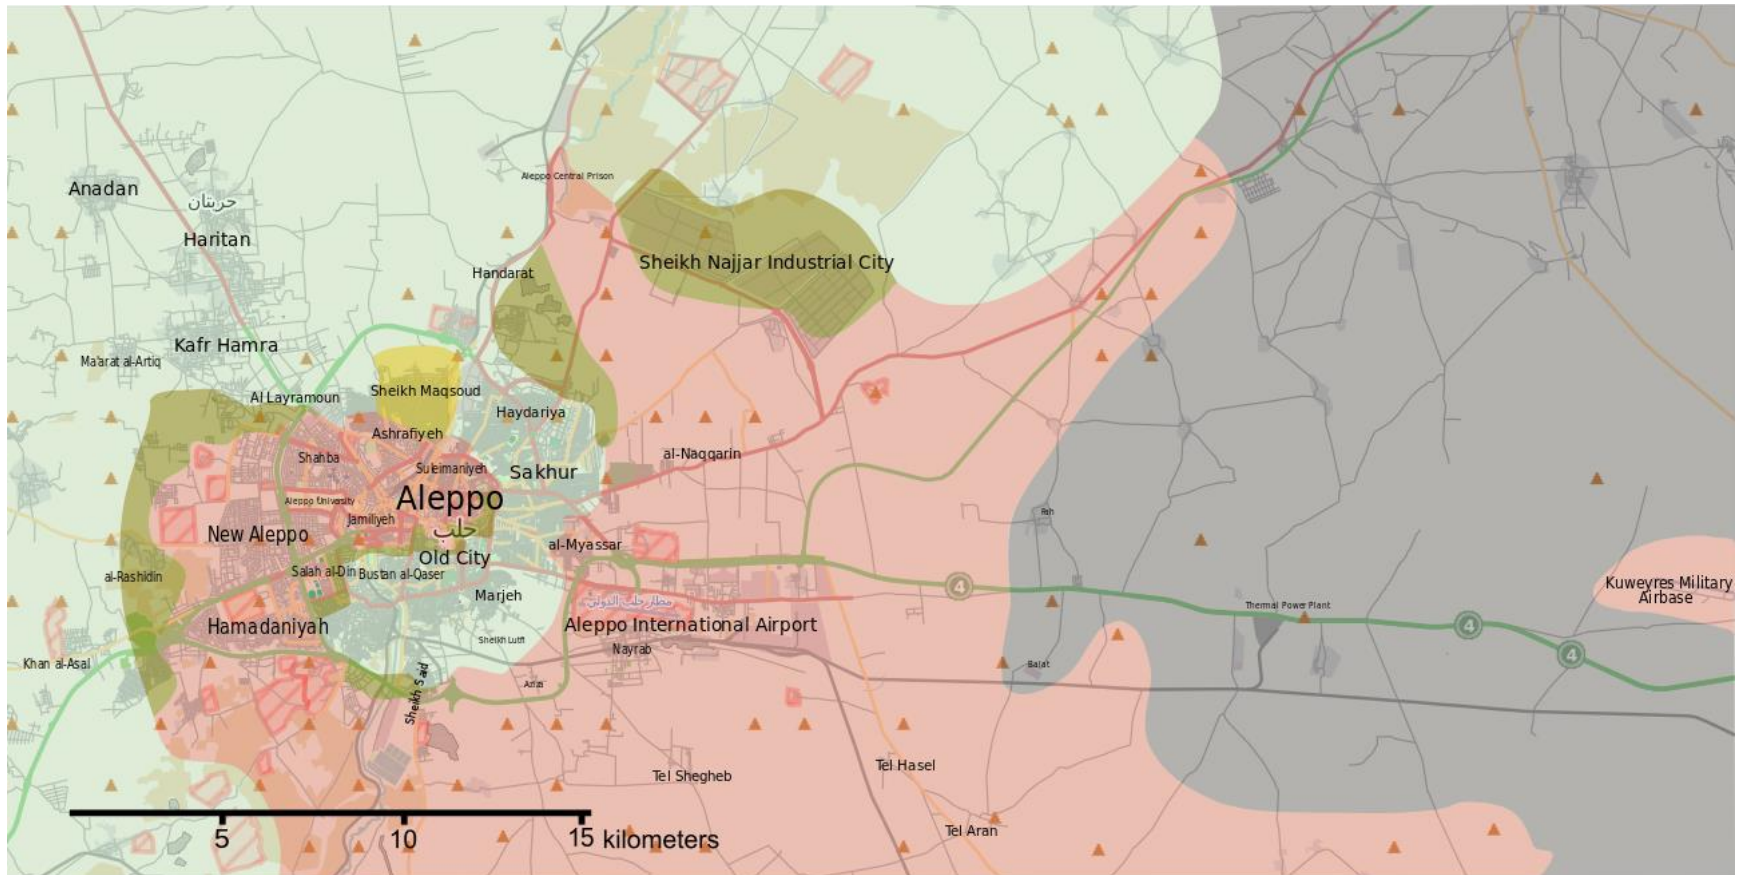 Aleppo Central Prison
Anadan
حريتان
Haritan
Sheikh Najjar Industrial City
Handarat
Kafr Hamra
Ma'arat al-Artiq
Sheikh Maqsoud
Al Layramoun
Haydariya
Ashrafiyeh
al-Naqqarin
Shahba
Suleimaniyeh
Sakhur
Aleppo University
Aleppo
Jamiliyeh
حلب
New Aleppo
al-Myassar
Old City
Salah al-Din
Bustan al-Qaser
al-Rashidin
4
Kuweyres Military
Airbase
Marjeh
مطار حلب الدولي
Thermal Power Plant
Hamadaniyah
Aleppo International Airport
4
Sheikh Lutfi
Nayrab
4
Khan al-Asal
Balat
Sheikh Said
Tel Hasel
Tel Shegheb
Tel Aran
5
10
15 kilometers